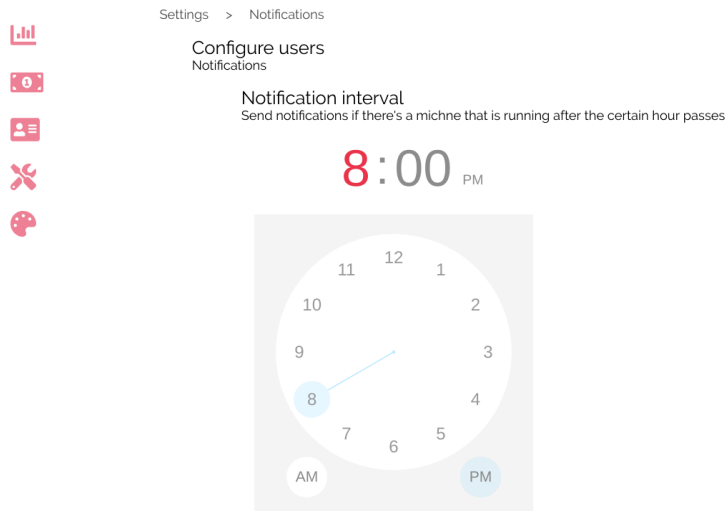 Settings > Notifications
Configure users
Notifications
Notification interval
Send notifications if there's a michne that is running after the certain hour passes
8:00 PM
12
11 1
10 2
9 3
8 4
7 5
6
AM PM